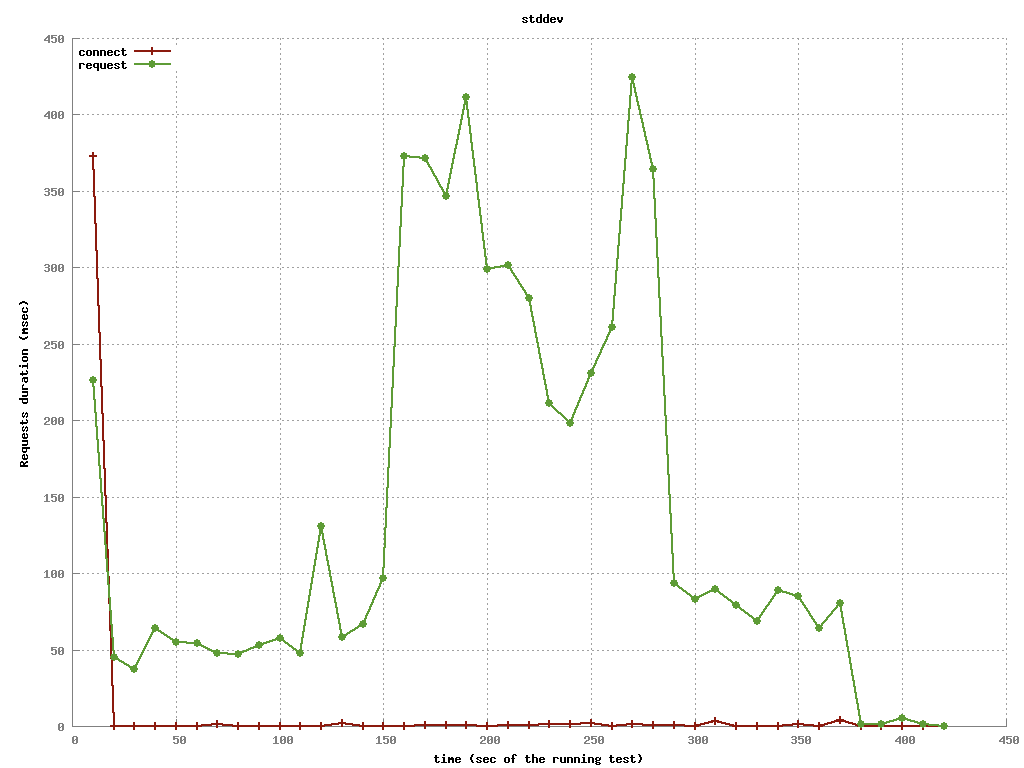 stddev
connect
request
450
400
350
300
250
200
150
100
50
0
Requests duration (msec)
0 50 100 150 200 250 300 350 400 450
time (sec of the running test)